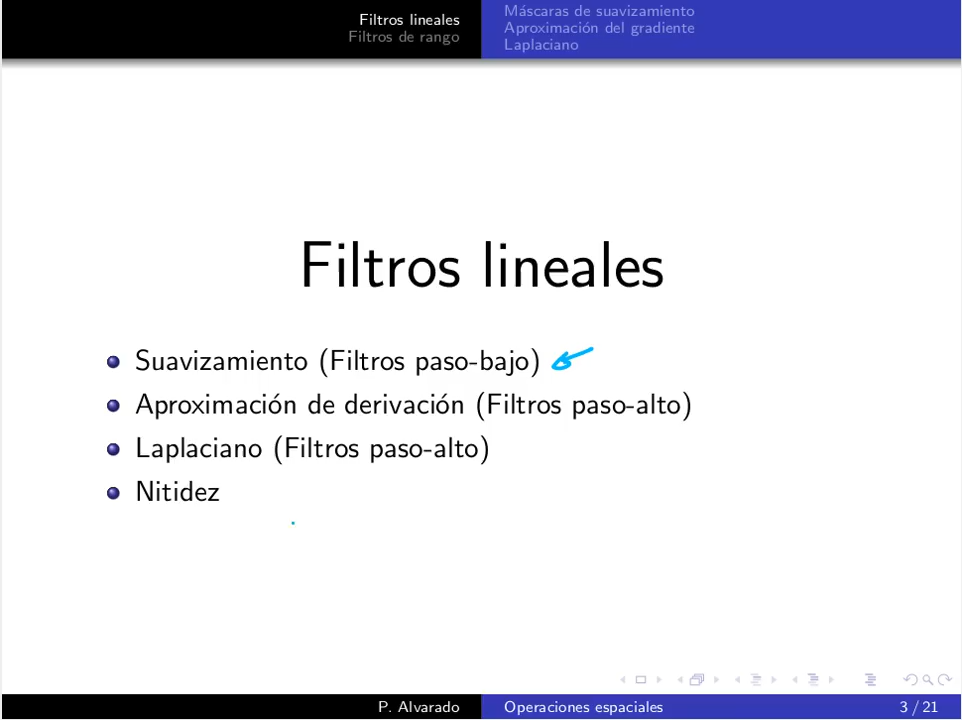 Filtros lineales
Filtros de rango
Máscaras de suavizamiento
Aproximación del gradiente
Laplaciano
Filtros lineales
Suavizamiento (Filtros paso-bajo)
Aproximación de derivación (Filtros paso-alto)
Laplaciano (Filtros paso-alto)
Nitidez
P. Alvarado
Operaciones espaciales
3 / 21